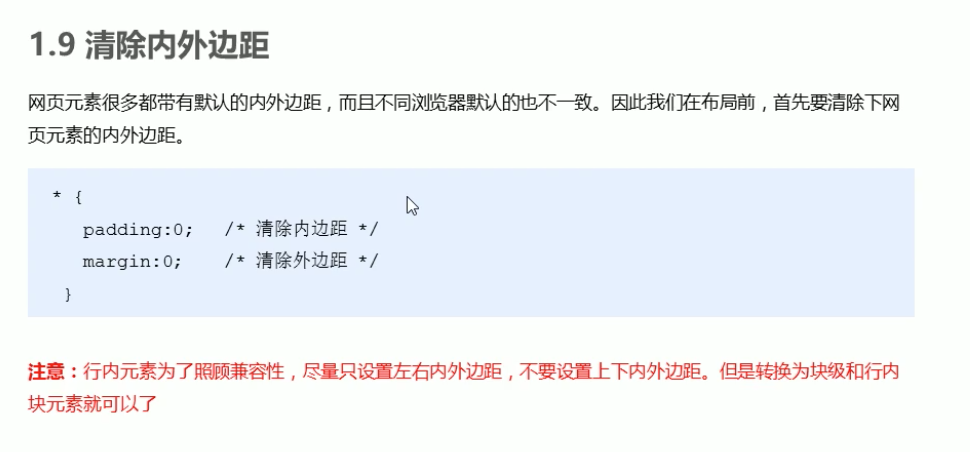 1.9 清除内外边距
网页元素很多都带有默认的内外边距，而且不同浏览器默认的也不一致。因此我们在布局前，首先要清除下网
页元素的内外边距。
* {
padding:0;   /* 清除内边距 */
margin:0;    /* 清除外边距 */
}
注意：行内元素为了照顾兼容性，尽量只设置左右内外边距，不要设置上下内外边距。但是转换为块级和行内
块元素就可以了